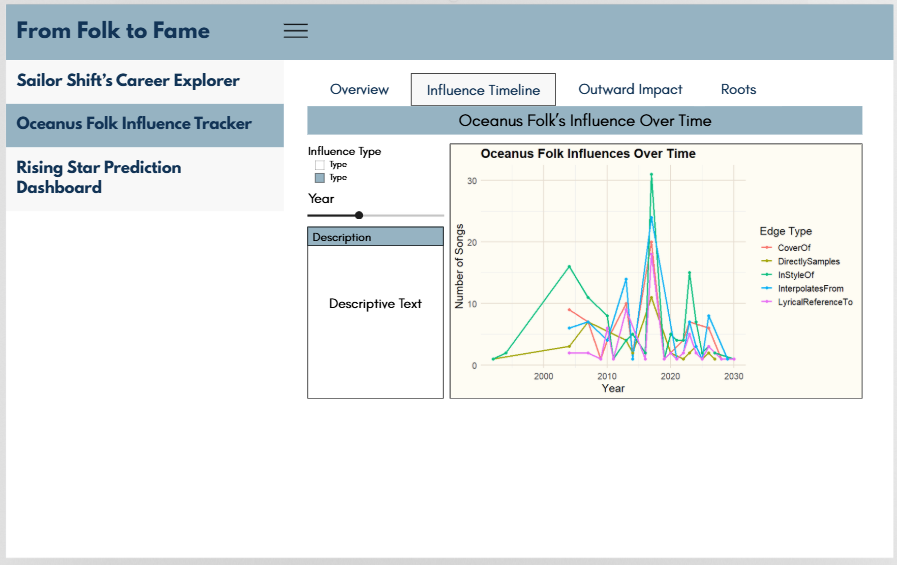 From Folk to Fame
Sailor Shift's Career Explorer
Oceanus Folk Influence Tracker
Rising Star Prediction
Dashboard
Overview
Influence Timeline
Outward Impact
Roots
Oceanus Folk's Influence Over Time
Influence Type
Type
Type
Year
Description
Descriptive Text
Oceanus Folk Influences Over Time
Number of Songs
30
20
10
0
2000
2010
2020
2030
Year
Edge Type
CoverOf
DirectlySamples
InStyleOf
InterpolatesFrom
LyricalReferenceTo